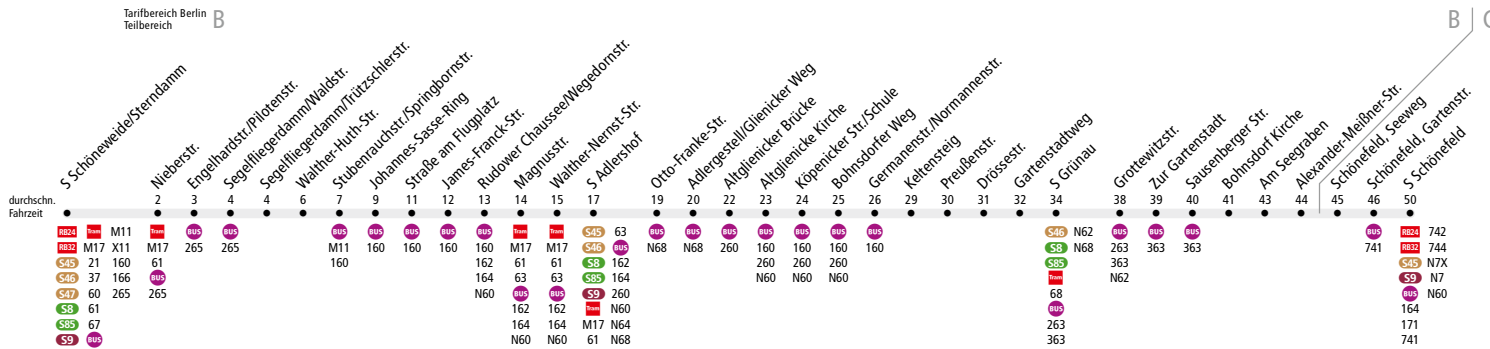 Tarifbereich Berlin
Teilbereich
B
B
C
S Schöneweide/Sterndamm
Nieberstr.
Engelhardstr./Pilotenstr.
Segelfliegerdamm/Waldstr.
Segelfliegerdamm/Trützschlerstr.
Walther-Huth-Str.
Stubenrauchstr./Springbornstr.
Johannes-Sasse-Ring
Straße am Flugplatz
James-Franck-Str.
Rudower Chaussee/Wegedornstr.
Magnusstr.
Walther-Nernst-Str.
S Adlershof
Otto-Franke-Str.
Adlergestell/Glienicker Weg
Altglienicker Brücke
Altglienicke Kirche
Köpenicker Str./Schule
Bohnsdorfer Weg
Germanenstr./Normannenstr.
Keltensteig
Preußenstr.
Drössestr.
Gartenstadtweg
S Grünau
Grottewitzstr.
Zur Gartenstadt
Sausenberger Str.
Bohnsdorf Kirche
Am Seegraben
Alexander-Meißner-Str.
Schönefeld, Seeweg
Schönefeld, Gartenstr.
S Schönefeld
durchschn. 2 3 4 4 6 7 9 11 12 13 14 15 17 19 20 22 23 24 25 26 29 30 31 32 34 38 39 40 41 43 44 45 46 50
Fahrzeit
RB24 Tram M11 Tram BUS BUS BUS BUS BUS BUS BUS Tram Tram S45 63 BUS BUS BUS BUS BUS BUS BUS S46 N62 BUS BUS BUS BUS RB24 742
RB32 M17 X11 M17 265 265 M11 160 160 160 160 M17 M17 S46 BUS N68 N68 260 160 160 160 160 S8 N68 263 363 363 741 RB32 744
S45 21 160 61 160 162 61 61 S8 162 260 260 260 S85 363 S45 N7X
S46 37 166 BUS 164 63 63 S85 164 N60 N60 N60 Tram N62 S9 N7
S47 60 265 265 N60 BUS BUS S9 260 68 BUS N60
S8 61 162 162 Tram N60 BUS 164
S85 67 164 164 M17 N64 263 171
S9 BUS N60 N60 61 N68 363 741